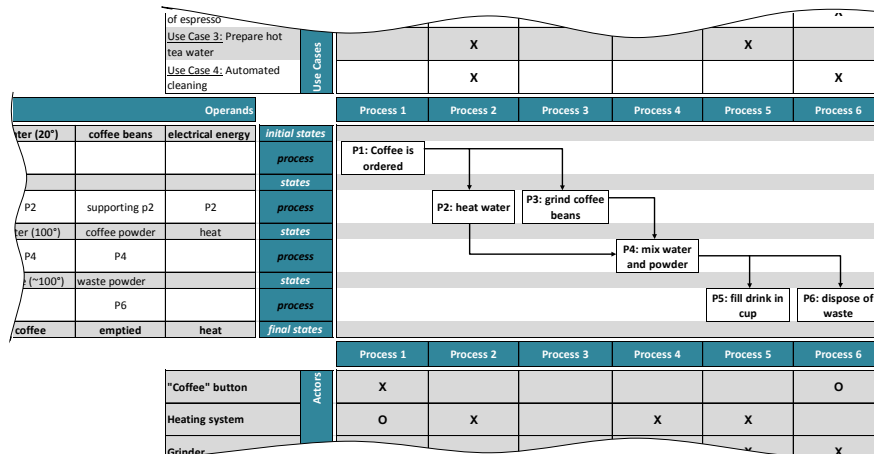 of espresso
X
Use Case 3: Prepare hot
tea water
X
X
Use Case 4: Automated
cleaning
X
X
Use Cases
Operands
Process 1
Process 2
Process 3
Process 4
Process 5
Process 6
(20°)
coffee beans
electrical energy
initial states
process
P1: Coffee is
ordered
states
P2
supporting p2
P2
process
P2: heat water
P3: grind coffee
beans
(100°)
coffee powder
heat
states
P4
P4
process
P4: mix water
and powder
(~100°)
waste powder
states
P6
process
P5: fill drink in
cup
P6: dispose of
waste
coffee
emptied
heat
final states
Process 1
Process 2
Process 3
Process 4
Process 5
Process 6
Actors
"Coffee" button
X
O
Heating system
O
X
X
X
Grinder
X
X